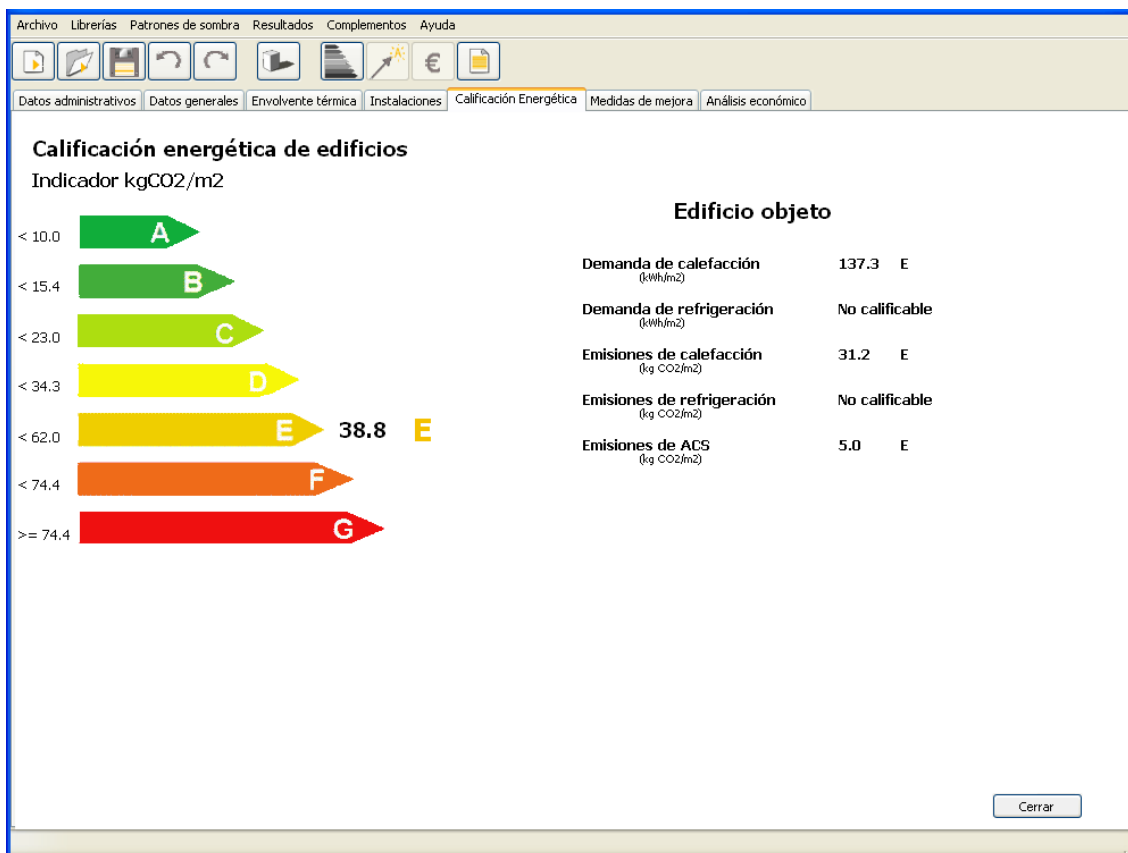 Archivo Librerías Patrones de sombra Resultados Complementos Ayuda
€
Datos administrativos Datos generales Envolvente térmica Instalaciones Calificación Energética Medidas de mejora Análisis económico
Calificación energética de edificios
Indicador kgCO2/m2
< 10.0 A
< 15.4 B
< 23.0 C
< 34.3 D
< 62.0 E 38.8 E
< 74.4 F
>= 74.4 G
Edificio objeto
Demanda de calefacción 137.3 E
(kWh/m2)
Demanda de refrigeración No calificable
(kWh/m2)
Emisiones de calefacción 31.2 E
(kg CO2/m2)
Emisiones de refrigeración No calificable
(kg CO2/m2)
Emisiones de ACS 5.0 E
(kg CO2/m2)
Cerrar